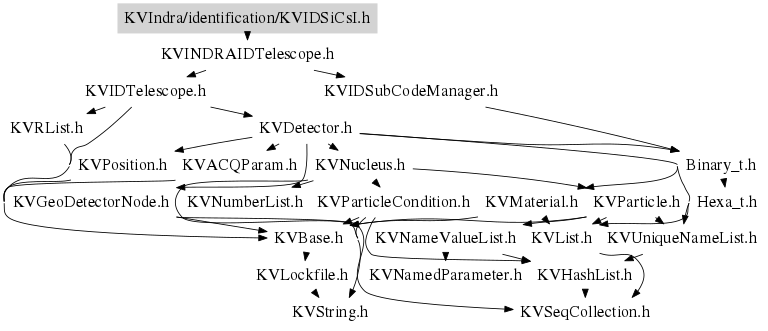 KVIndra/identification/KVIDSiCsI.h
KVINDRAIDTelescope.h
KVIDTelescope.h KVIDSubCodeManager.h
KVRList.h KVDetector.h
KVPosition.h KVACQParam.h KVNucleus.h Binary_t.h
KVGeoDetectorNode.h KVNumberList.h KVParticleCondition.h KVMaterial.h KVParticle.h Hexa_t.h
KVBase.h KVNameValueList.h KVList.h KVUniqueNameList.h
KVLockfile.h KVNamedParameter.h KVHashList.h
KVString.h KVSeqCollection.h